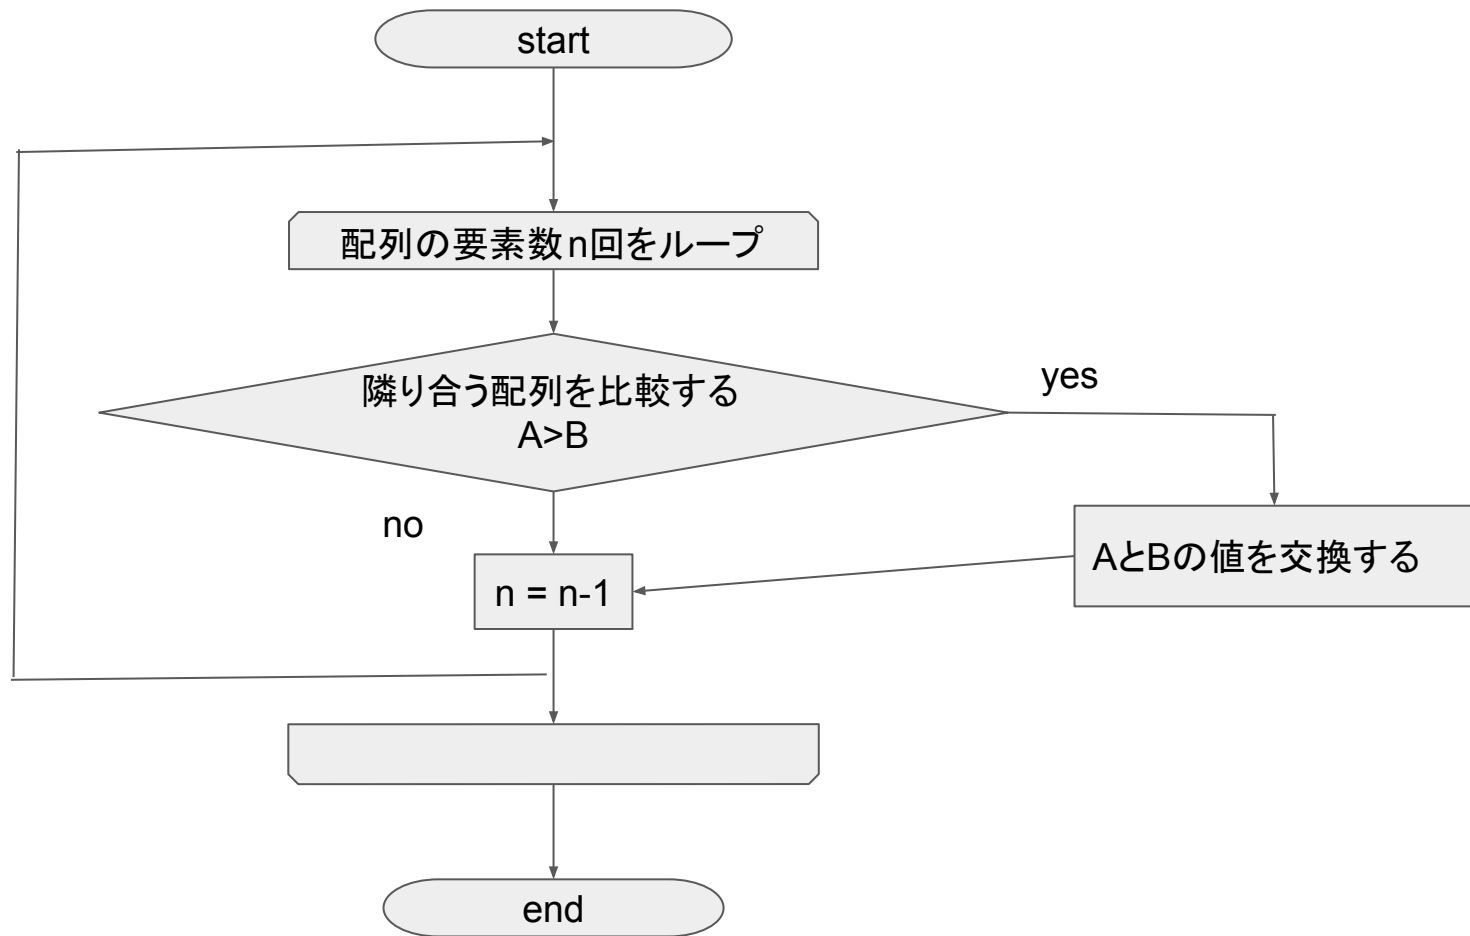 start
配列の要素数n回をループ
隣り合う配列を比較する
A>B
yes
no
AとBの値を交換する
n = n-1
end